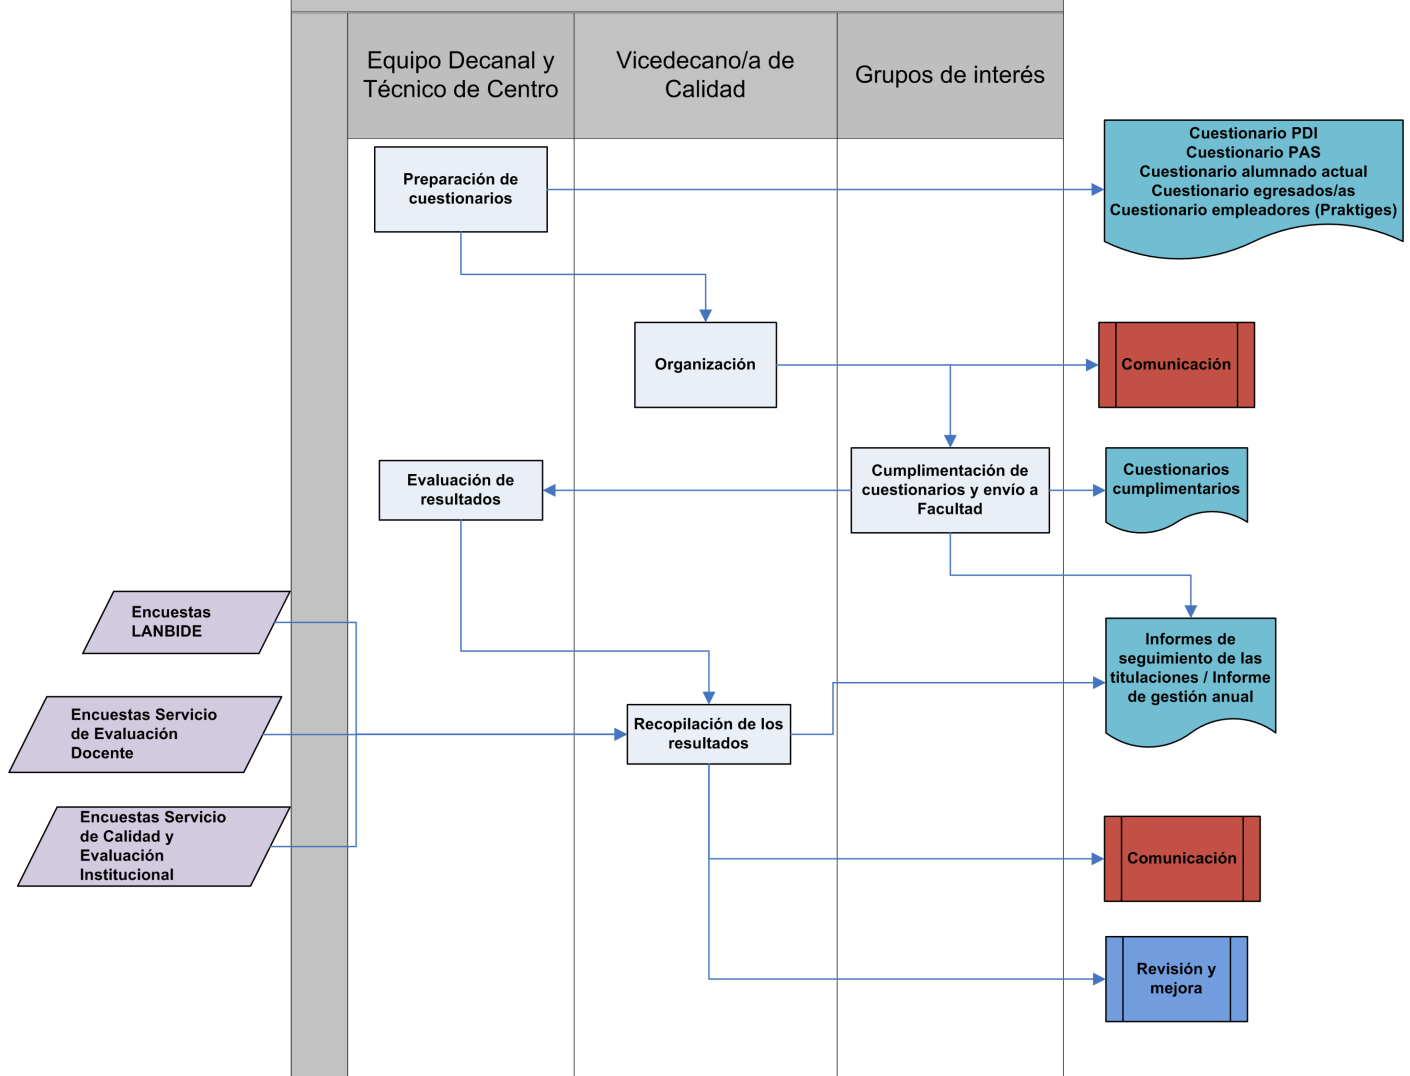 Equipo Decanal y
Técnico de Centro
Vicedecano/a de
Calidad
Grupos de interés
Preparación de
cuestionarios
Cuestionario PDI
Cuestionario PAS
Cuestionario alumnado actual
Cuestionario egresados/as
Cuestionario empleadores (Praktiges)
Organización
Comunicación
Evaluación de
resultados
Cumplimentación de
cuestionarios y envío a
Facultad
Cuestionarios
cumplimentarios
Encuestas
LANBIDE
Informes de
seguimiento de las
titulaciones / Informe
de gestión anual
Encuestas Servicio
de Evaluación
Docente
Recopilación de los
resultados
Encuestas Servicio
de Calidad y
Evaluación
Institucional
Comunicación
Revisión y
mejora